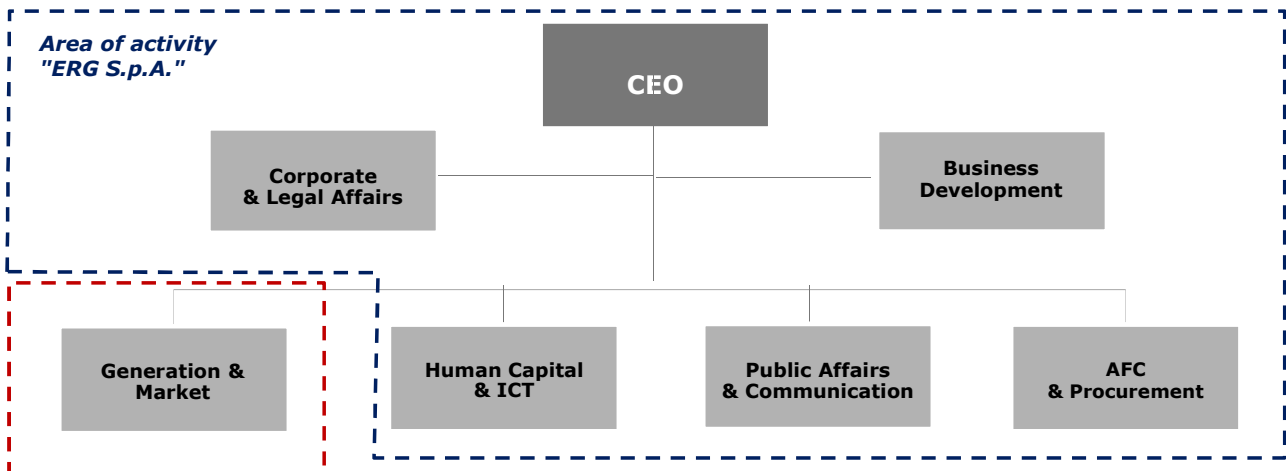 Area of activity
"ERG S.p.A."
CEO
Corporate
& Legal Affairs
Business
Development
Generation &
Market
Human Capital
& ICT
Public Affairs
& Communication
AFC
& Procurement